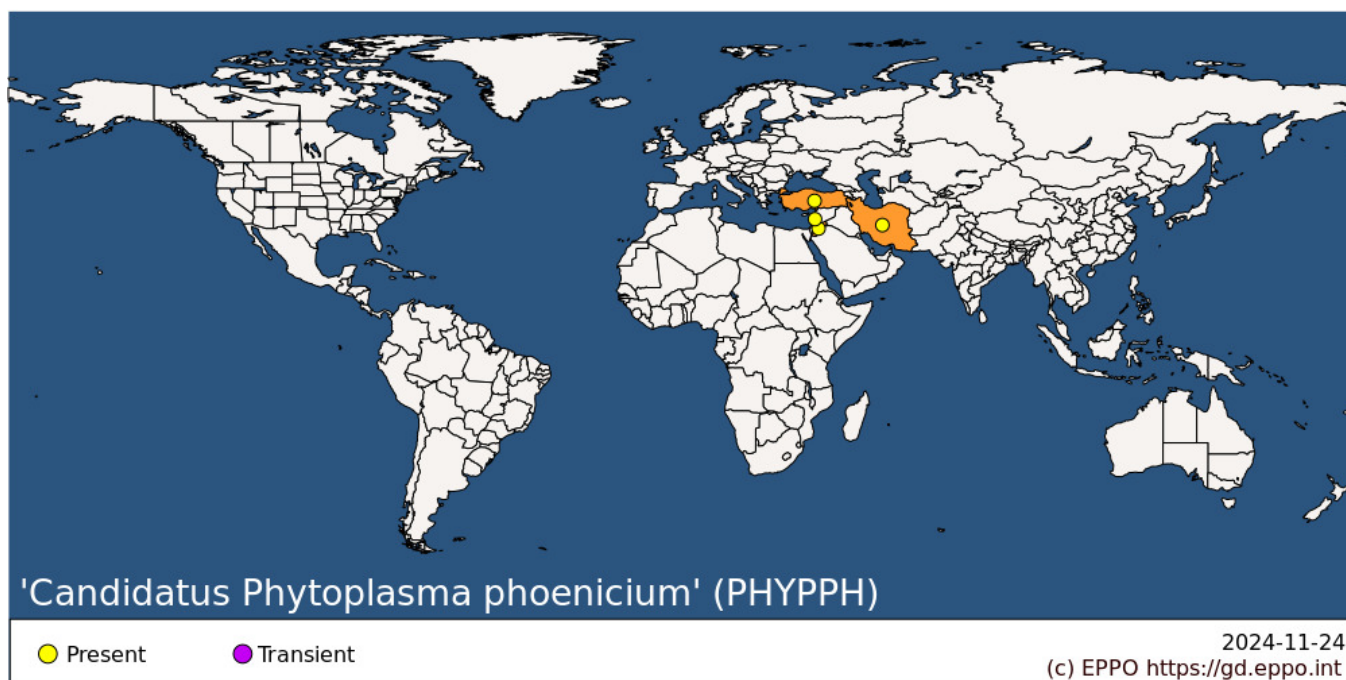 'Candidatus Phytoplasma phoenicium' (PHYPPH)
Present
Transient
2024-11-24
(c) EPPO https://gd.eppo.int